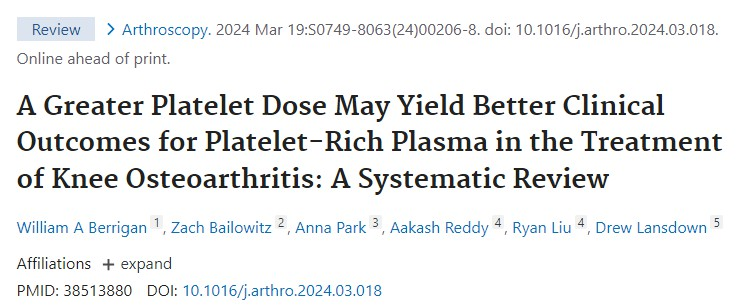 Review > Arthroscopy. 2024 Mar 19:S0749-8063(24)00206-8. doi: 10.1016/j.arthro.2024.03.018.
Online ahead of print.
A Greater Platelet Dose May Yield Better Clinical
Outcomes for Platelet-Rich Plasma in the Treatment
of Knee Osteoarthritis: A Systematic Review
William A Berrigan 1, Zach Bailowitz 2, Anna Park 3, Aakash Reddy 4, Ryan Liu 4, Drew Lansdown 5
Affiliations + expand
PMID: 38513880 DOI: 10.1016/j.arthro.2024.03.018